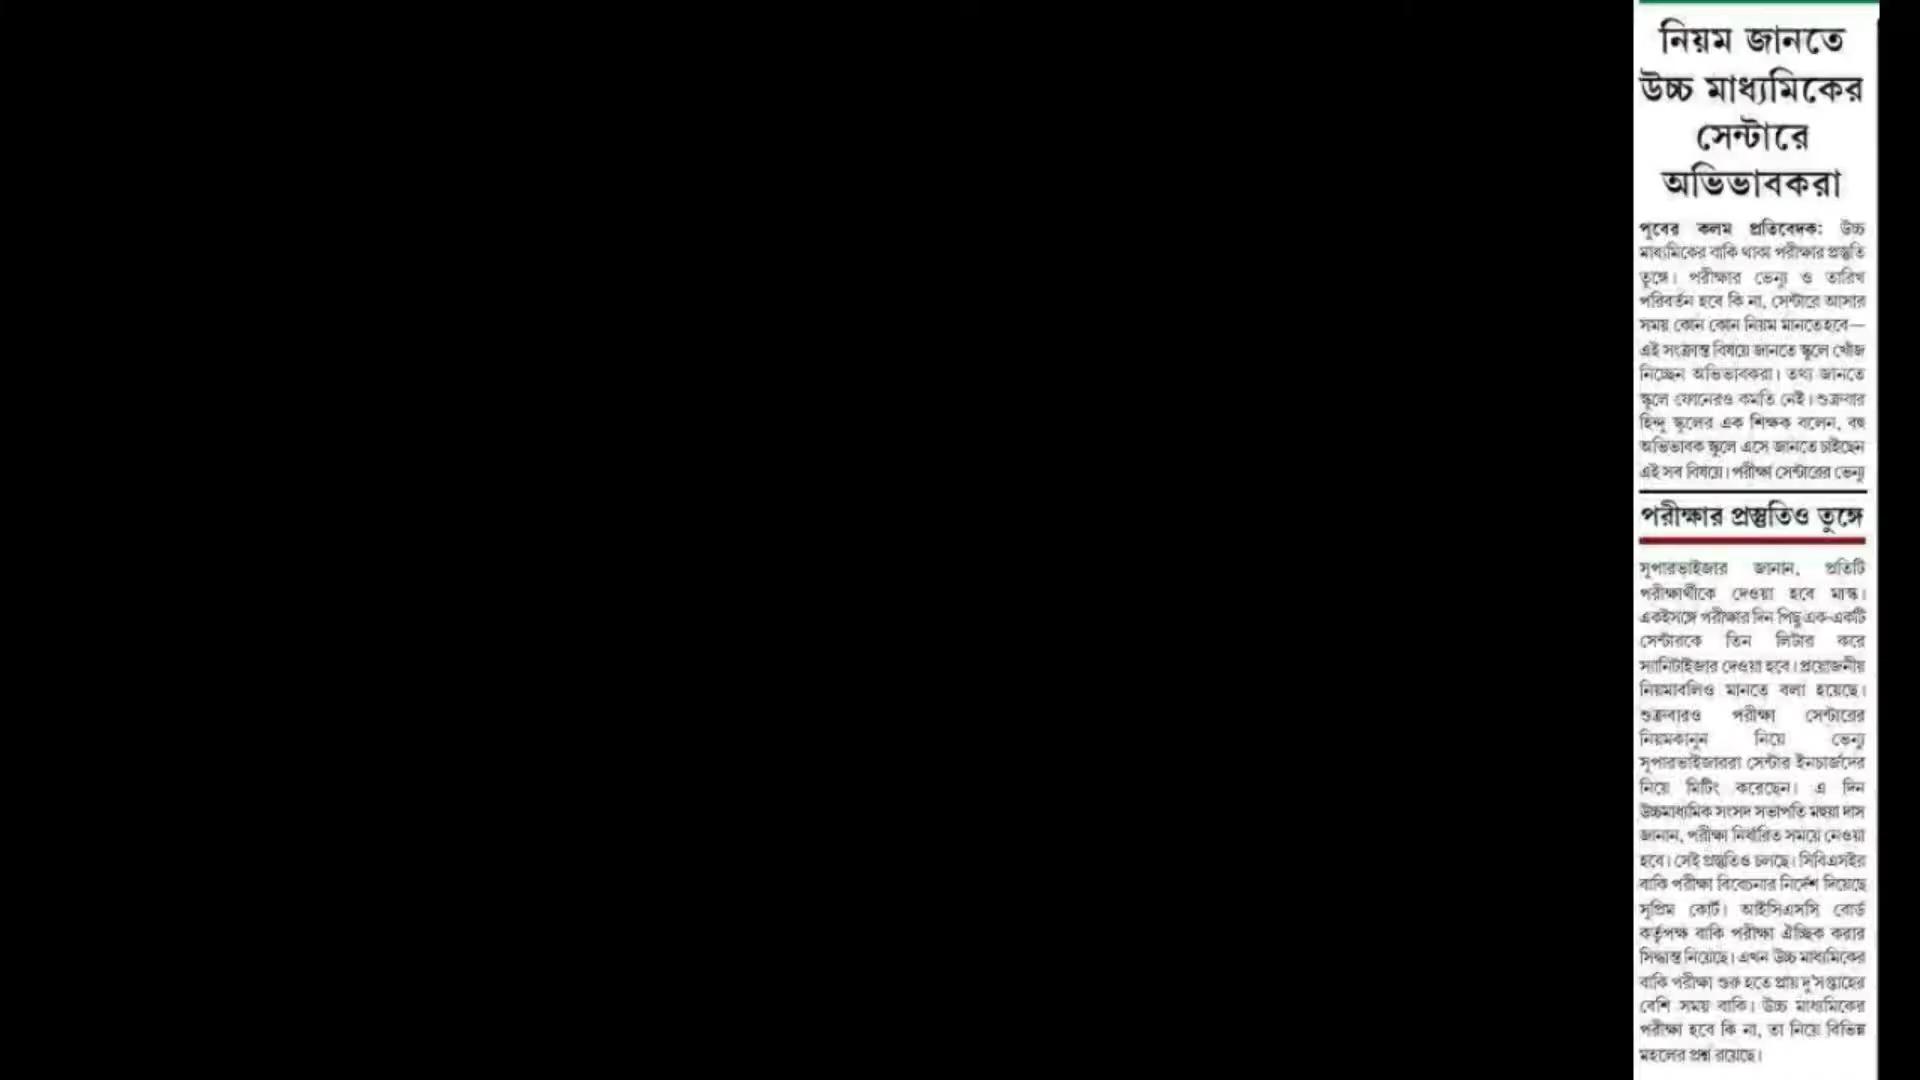 নিয়ম জানতে
উচ্চ মাধ্যমিকের
সেন্টারে
অভিভাবকরা
পুবের কলম প্রতিবেদক: উচ্চ
মাধ্যমিকের বাকি থাকা পরীক্ষার প্রস্তুতি
তুঙ্গে। পরীক্ষার ভেন্যু ও তারিখ
পরিবর্তন হবে কি না, সেন্টারে আসার
সময় কোন কোন নিয়ম মানতে হবে—
এই সংক্রান্ত বিষয়ে জানতে স্কুলে খোঁজ
নিচ্ছেন অভিভাবকরা। তথ্য জানতে
স্কুলে ফোনেরও কমতি নেই। শুক্রবার
হিন্দু স্কুলের এক শিক্ষক বলেন, বহু
অভিভাবক স্কুলে এসে জানতে চাইছেন
এই সব বিষয়ে। পরীক্ষা সেন্টারের ভেন্যু
পরীক্ষার প্রস্তুতিও তুঙ্গে
সুপারভাইজার জানান, প্রতিটি
পরীক্ষার্থীকে দেওয়া হবে মাস্ক।
একইসঙ্গে পরীক্ষার দিন পিছু এক-একটি
সেন্টারকে তিন লিটার করে
স্যানিটাইজার দেওয়া হবে। প্রয়োজনীয়
নিয়মাবলিও মানতে বলা হয়েছে।
শুক্রবারও পরীক্ষা সেন্টারের
নিয়মকানুন নিয়ে ভেন্যু
সুপারভাইজাররা সেন্টার ইনচার্জদের
নিয়ে মিটিং করেছেন। এ দিন
উচ্চমাধ্যমিক সংসদ সভাপতি মহুয়া দাস
জানান, পরীক্ষা নির্ধারিত সময়ে নেওয়া
হবে। সেই প্রস্তুতিও চলছে। সিবিএসইর
বাকি পরীক্ষা বিবেচনার নির্দেশ দিয়েছে
সুপ্রিম কোর্ট। আইসিএসসি বোর্ড
কর্তৃপক্ষ বাকি পরীক্ষা ঐচ্ছিক করার
সিদ্ধান্ত নিয়েছে। এখন উচ্চ মাধ্যমিকের
বাকি পরীক্ষা শুরু হতে প্রায় দু'সপ্তাহের
বেশি সময় বাকি। উচ্চ মাধ্যমিকের
পরীক্ষা হবে কি না, তা নিয়ে বিভিন্ন
মহলের প্রশ্ন রয়েছে।